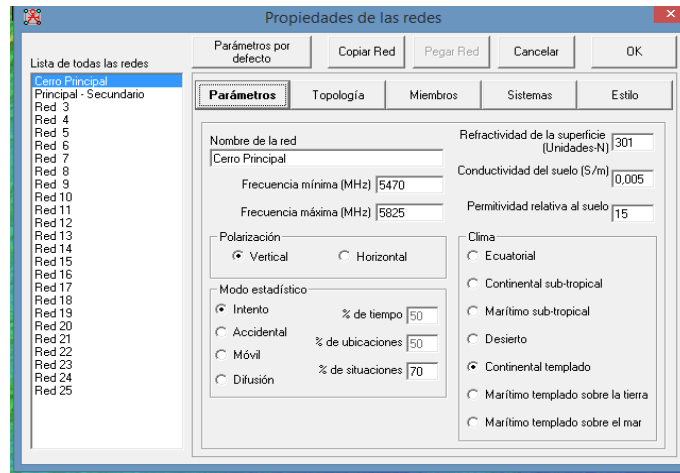 Propiedades de las redes
Lista de todas las redes
Parámetros por
defecto
Copiar Red
Pegar Red
Cancelar
OK
Cerro Principal
Principal - Secundario
Red 3
Red 4
Red 5
Red 6
Red 7
Red 8
Red 9
Red 10
Red 11
Red 12
Red 13
Red 14
Red 15
Red 16
Red 17
Red 18
Red 19
Red 20
Red 21
Red 22
Red 23
Red 24
Red 25
Parámetros
Topología
Miembros
Sistemas
Estilo
Nombre de la red
Cerro Principal
Frecuencia mínima (MHz) 5470
Frecuencia máxima (MHz) 5825
Polarización
Vertical
Horizontal
Modo estadístico
Intento
Accidental
Móvil
Difusión
% de tiempo 50
% de ubicaciones 50
% de situaciones 70
Refractividad de la superficie
(Unidades-N) 301
Conductividad del suelo (S/m) 0,005
Permitividad relativa al suelo 15
Clima
Ecuatorial
Continental sub-tropical
Marítimo sub-tropical
Desierto
Continental templado
Marítimo templado sobre la tierra
Marítimo templado sobre el mar